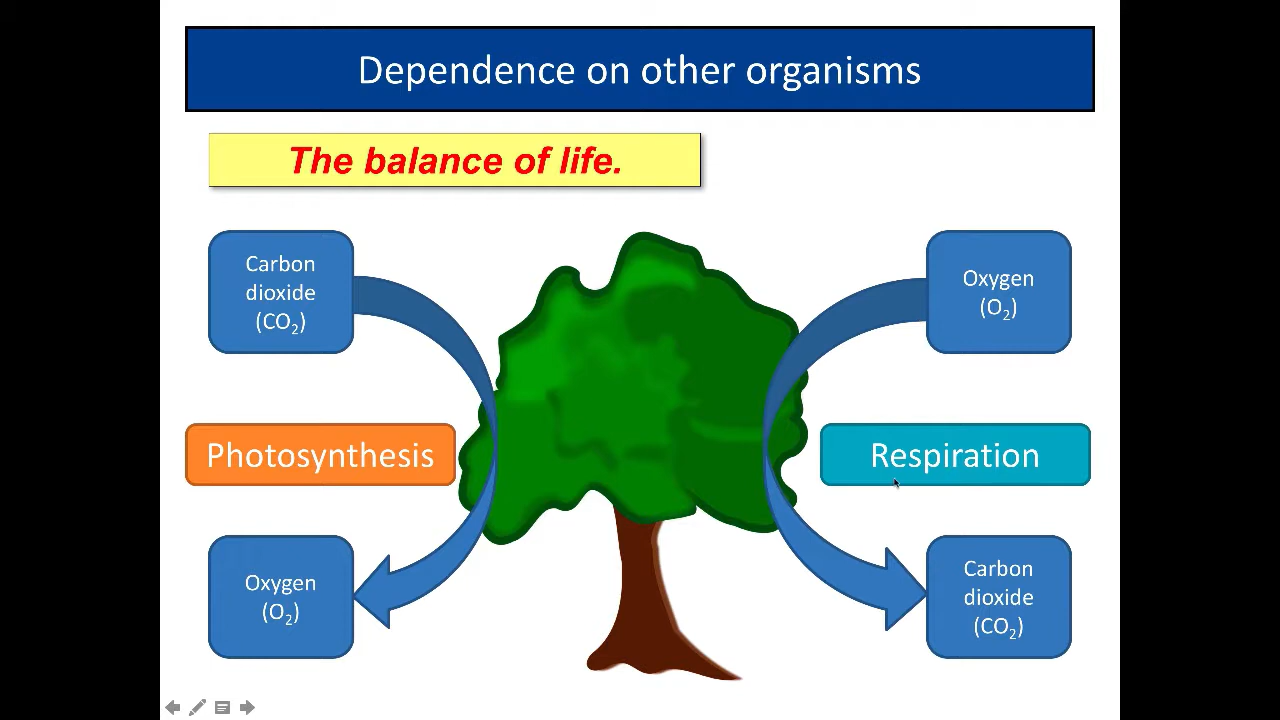 Dependence on other organisms
The balance of life.
Carbon
dioxide
(CO₂)
Oxygen
(O₂)
Photosynthesis
Respiration
Oxygen
(O₂)
Carbon
dioxide
(CO₂)